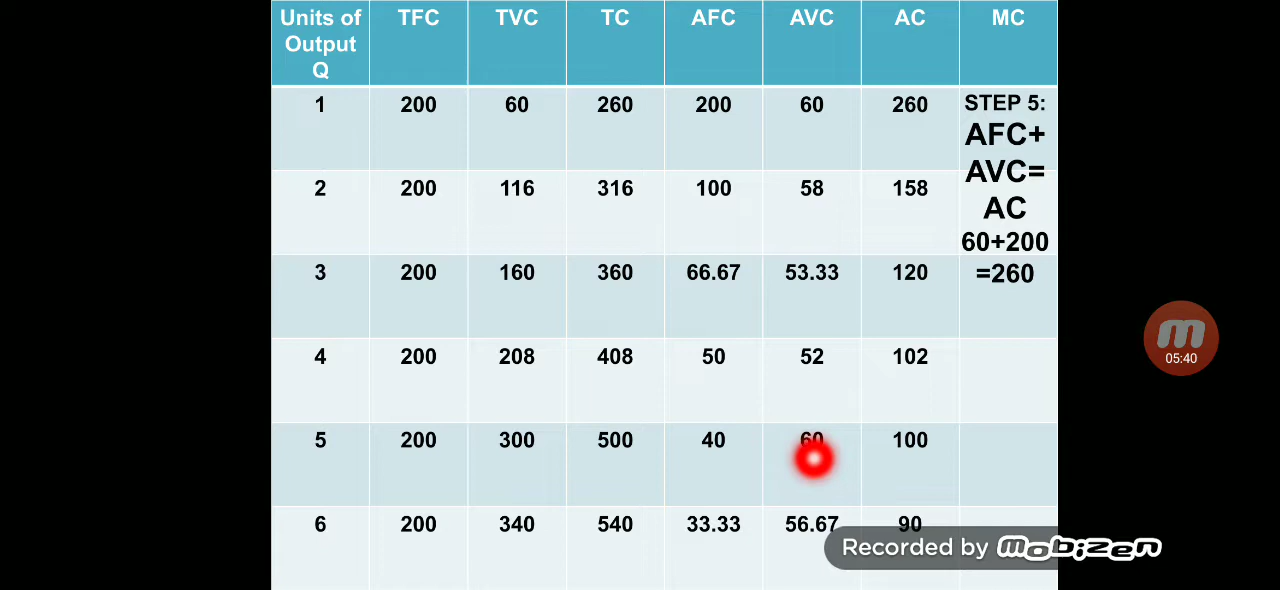 Units of Output Q TFC TVC TC AFC AVC AC MC
1 200 60 260 200 60 260
STEP 5:
AFC+
AVC=
AC
60+200
=260
2 200 116 316 100 58 158
3 200 160 360 66.67 53.33 120
4 200 208 408 50 52 102
5 200 300 500 40 60 100
6 200 340 540 33.33 56.67 90
05:40
Recorded by mobizen